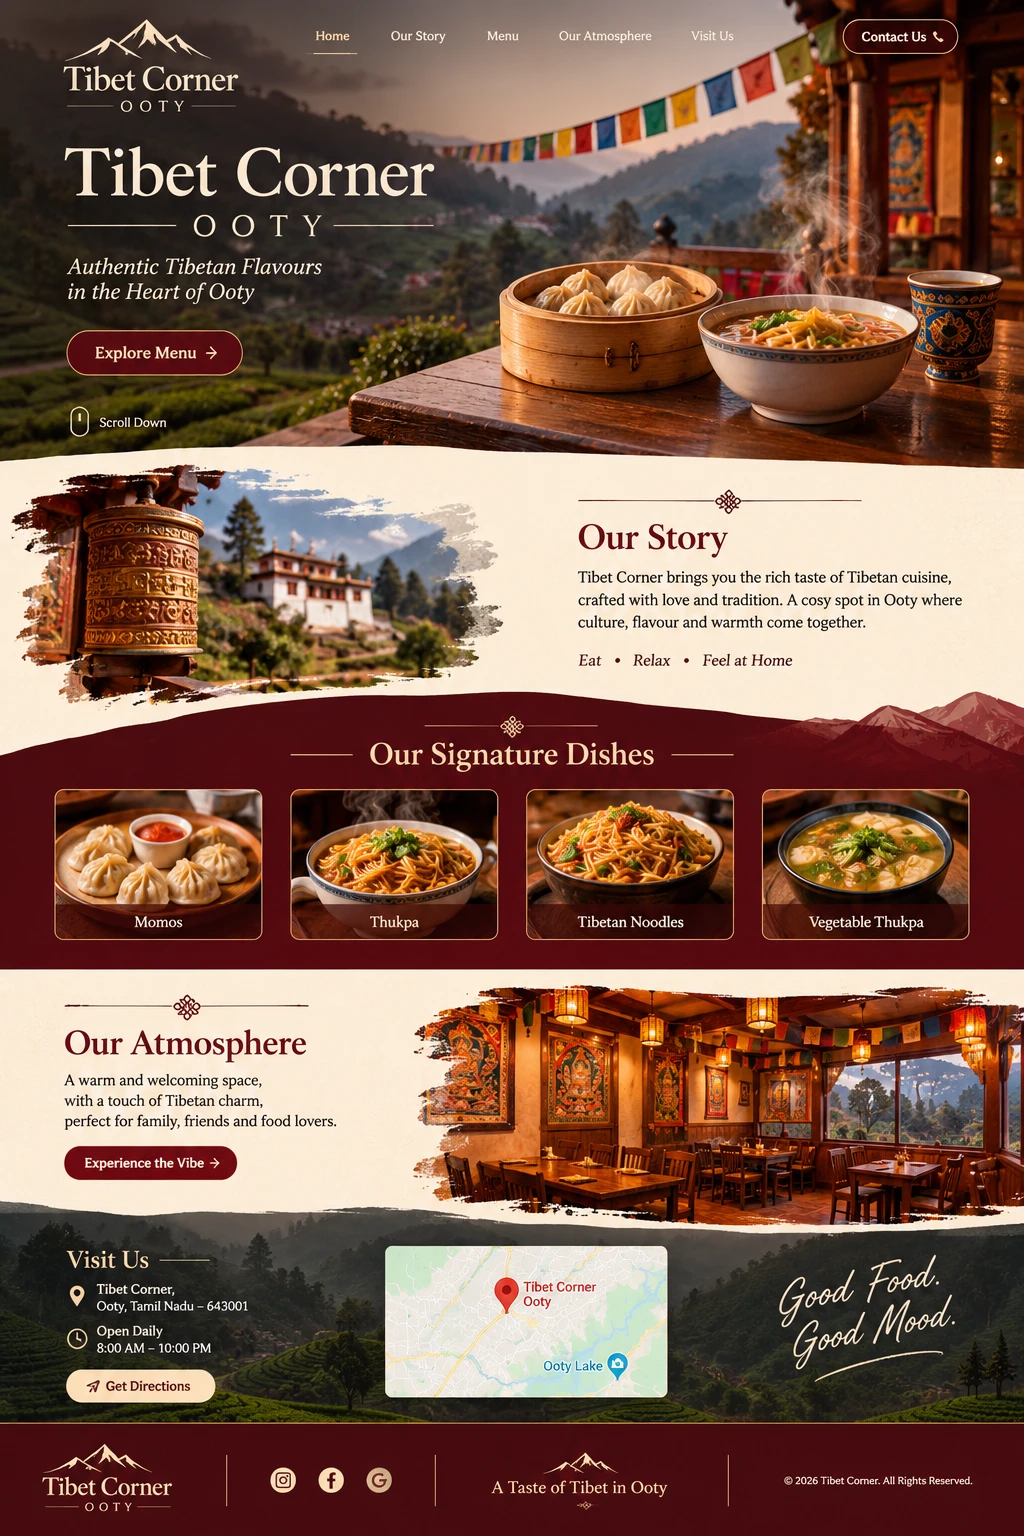 Tibet Corner
OOTY
Home
Our Story
Menu
Our Atmosphere
Visit Us
Contact Us
Tibet Corner
OOTY
Authentic Tibetan Flavours
in the Heart of Ooty
Explore Menu →
Scroll Down
Our Story
Tibet Corner brings you the rich taste of Tibetan cuisine,
crafted with love and tradition. A cosy spot in Ooty where
culture, flavour and warmth come together.
Eat • Relax • Feel at Home
Our Signature Dishes
Momos
Thukpa
Tibetan Noodles
Vegetable Thukpa
Our Atmosphere
A warm and welcoming space,
with a touch of Tibetan charm,
perfect for family, friends and food lovers.
Experience the Vibe →
Visit Us
Tibet Corner,
Ooty, Tamil Nadu – 643001
Open Daily
8:00 AM – 10:00 PM
Get Directions
Tibet Corner
Ooty
Ooty Lake
Good Food.
Good Mood.
Tibet Corner
OOTY
f
G
A Taste of Tibet in Ooty
© 2026 Tibet Corner. All Rights Reserved.